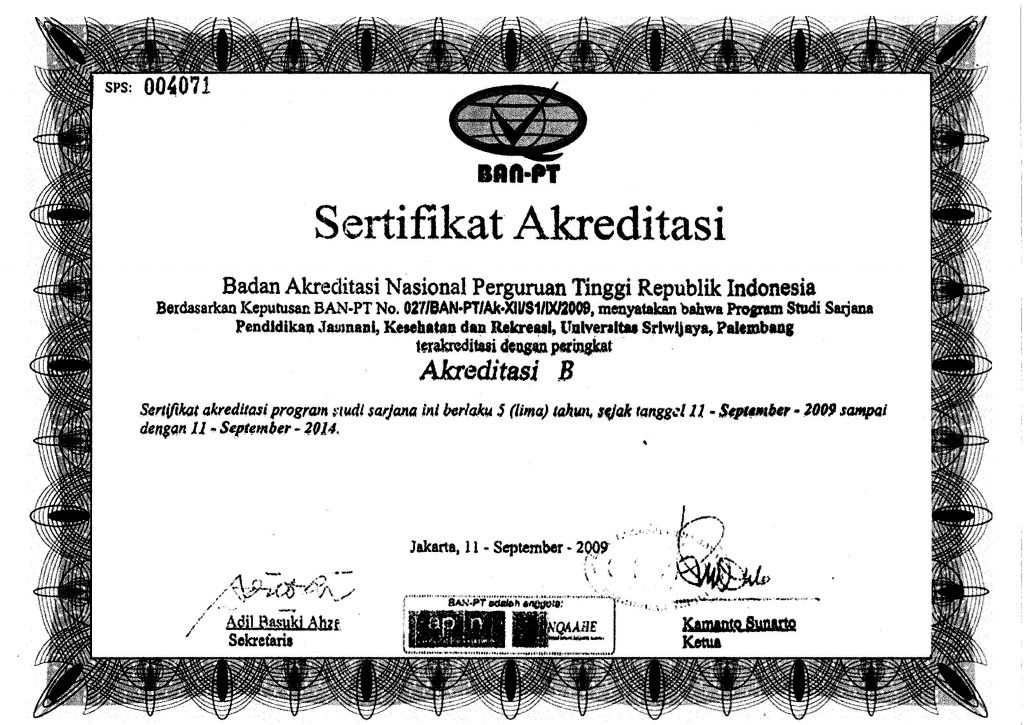 SPS: 004071
BAN-PT
Sertifikat Akreditasi
Badan Akreditasi Nasional Perguruan Tinggi Republik Indonesia
Berdasarkan Keputusan BAN-PT No. 027/BAN-PT/Ak-XII/S1/IX/2009, menyatakan bahwa Program Studi Sarjana
Pendidikan Jasmani, Kesehatan dan Rekreasi, Universitas Sriwijaya, Palembang
terakreditasi dengan peringkat
Akreditasi B
Sertifikat akreditasi program studi sarjana ini berlaku 5 (lima) tahun, sejak tanggal 11 - September - 2009 sampai
dengan 11 - September - 2014.
Jakarta, 11 - September - 2009
BAN-PT adalah anggota:
NQAAHE
Adil Basuki Ahza
Sekretaris
Kamanto Sunarto
Ketua